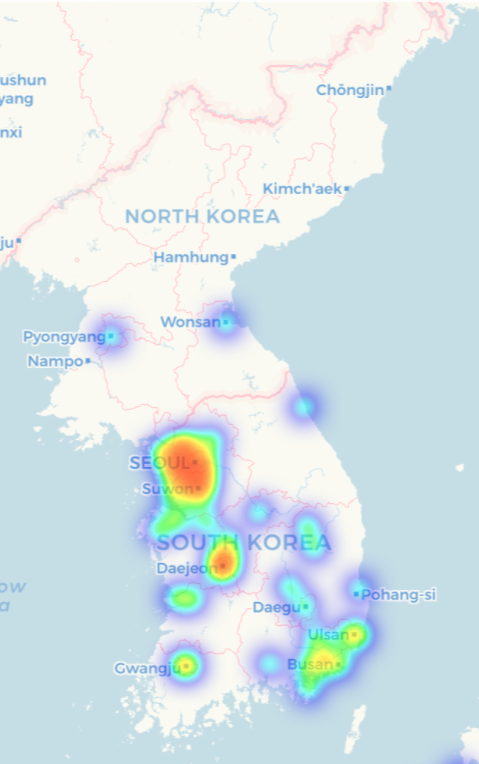 Chŏngjin
ushun
yang
nxi
Kimch'aek
NORTH KOREA
ju
Hamhung
Wonsan
Pyongyang
Nampo
SEOUL
Suwon
SOUTH KOREA
Daejeon
ow
a
Pohang-si
Daegu
Ulsan
Busan
Gwangju